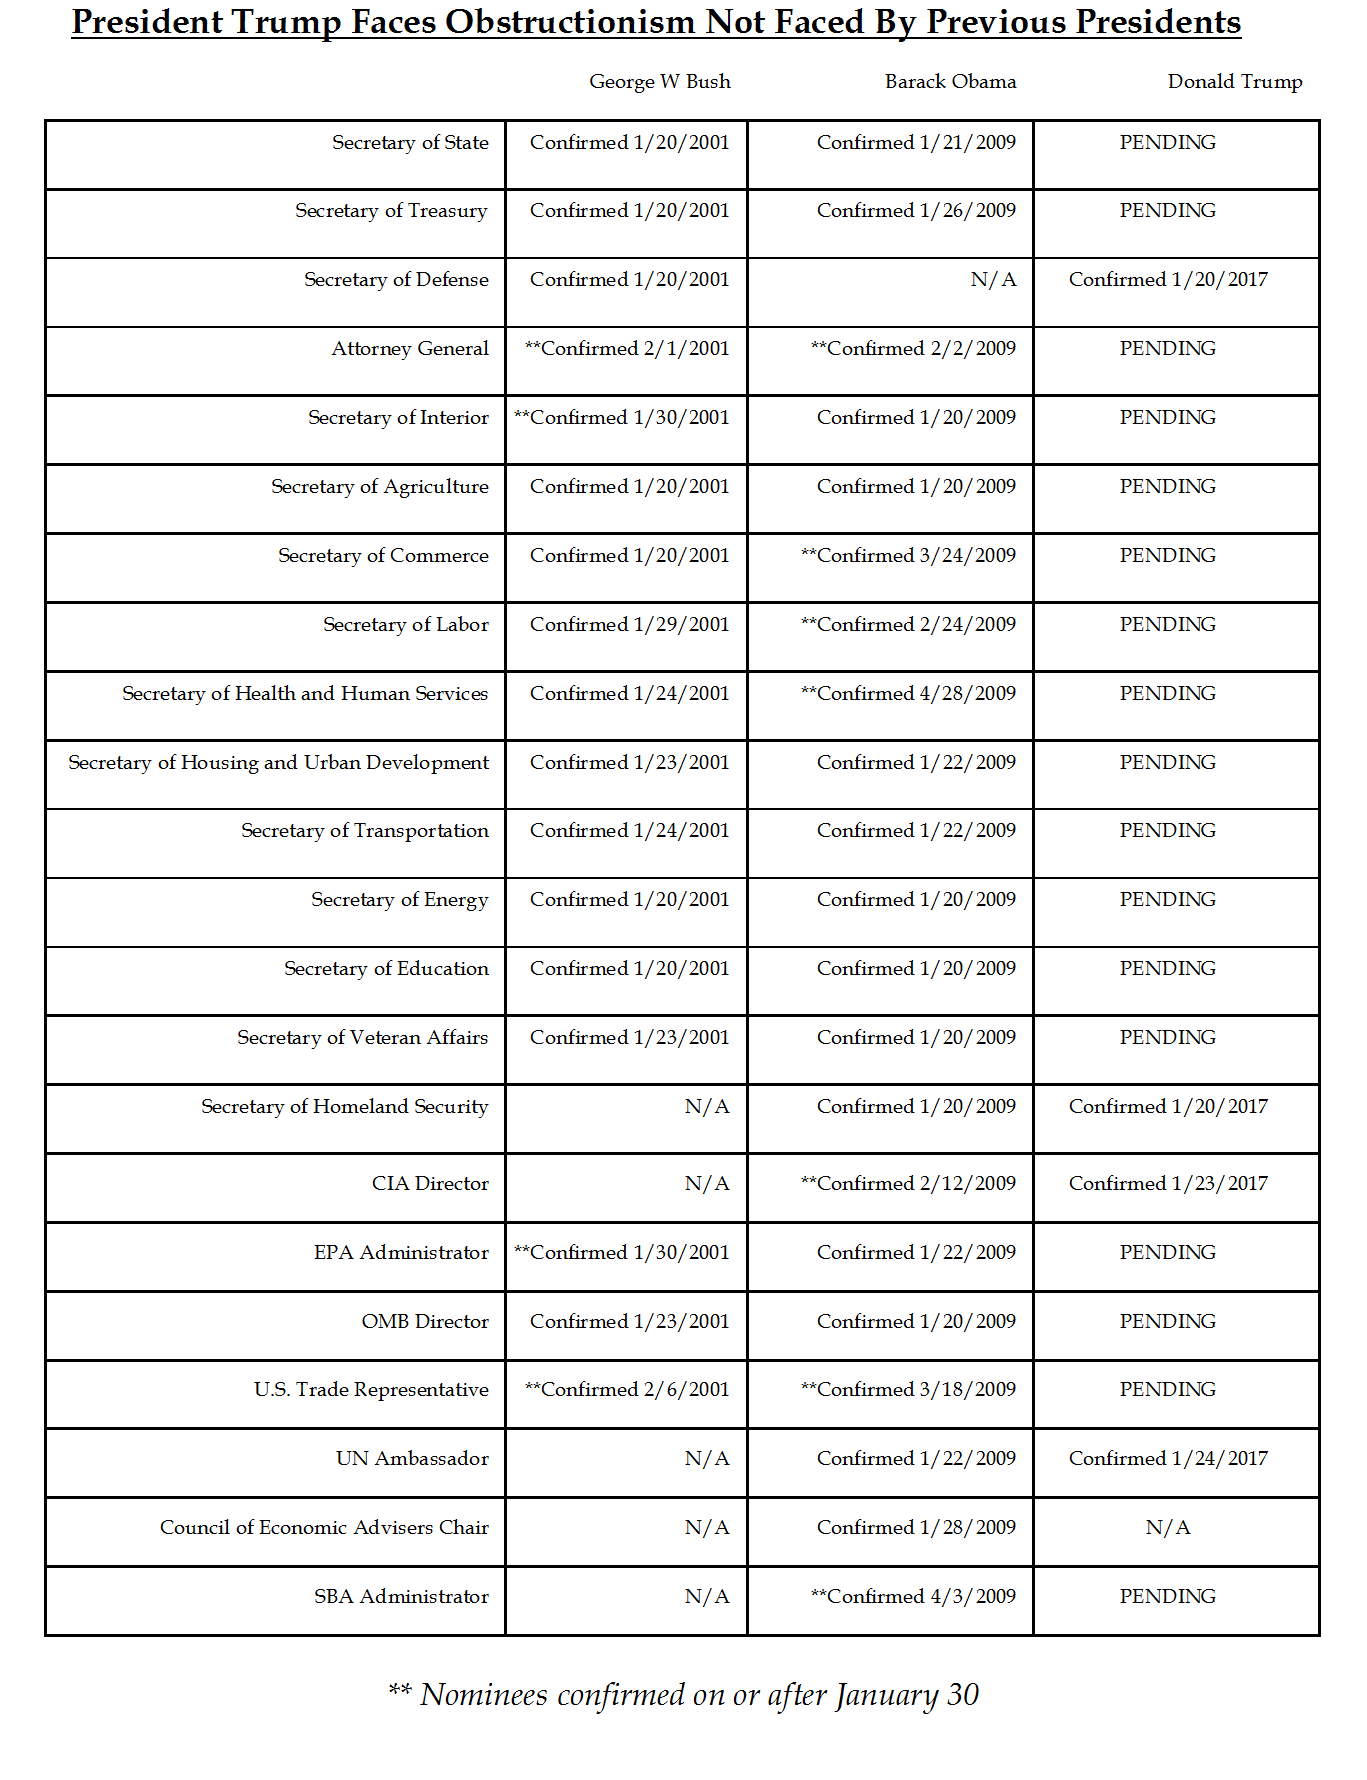 President Trump Faces Obstructionism Not Faced By Previous Presidents
George W Bush Barack Obama Donald Trump
Secretary of State Confirmed 1/20/2001 Confirmed 1/21/2009 PENDING
Secretary of Treasury Confirmed 1/20/2001 Confirmed 1/26/2009 PENDING
Secretary of Defense Confirmed 1/20/2001 N/A Confirmed 1/20/2017
Attorney General **Confirmed 2/1/2001 **Confirmed 2/2/2009 PENDING
Secretary of Interior **Confirmed 1/30/2001 Confirmed 1/20/2009 PENDING
Secretary of Agriculture Confirmed 1/20/2001 Confirmed 1/20/2009 PENDING
Secretary of Commerce Confirmed 1/20/2001 **Confirmed 3/24/2009 PENDING
Secretary of Labor Confirmed 1/29/2001 **Confirmed 2/24/2009 PENDING
Secretary of Health and Human Services Confirmed 1/24/2001 **Confirmed 4/28/2009 PENDING
Secretary of Housing and Urban Development Confirmed 1/23/2001 Confirmed 1/22/2009 PENDING
Secretary of Transportation Confirmed 1/24/2001 Confirmed 1/22/2009 PENDING
Secretary of Energy Confirmed 1/20/2001 Confirmed 1/20/2009 PENDING
Secretary of Education Confirmed 1/20/2001 Confirmed 1/20/2009 PENDING
Secretary of Veteran Affairs Confirmed 1/23/2001 Confirmed 1/20/2009 PENDING
Secretary of Homeland Security N/A Confirmed 1/20/2009 Confirmed 1/20/2017
CIA Director N/A **Confirmed 2/12/2009 Confirmed 1/23/2017
EPA Administrator **Confirmed 1/30/2001 Confirmed 1/22/2009 PENDING
OMB Director Confirmed 1/23/2001 Confirmed 1/20/2009 PENDING
U.S. Trade Representative **Confirmed 2/6/2001 **Confirmed 3/18/2009 PENDING
UN Ambassador N/A Confirmed 1/22/2009 Confirmed 1/24/2017
Council of Economic Advisers Chair N/A Confirmed 1/28/2009 N/A
SBA Administrator N/A **Confirmed 4/3/2009 PENDING
** Nominees confirmed on or after January 30